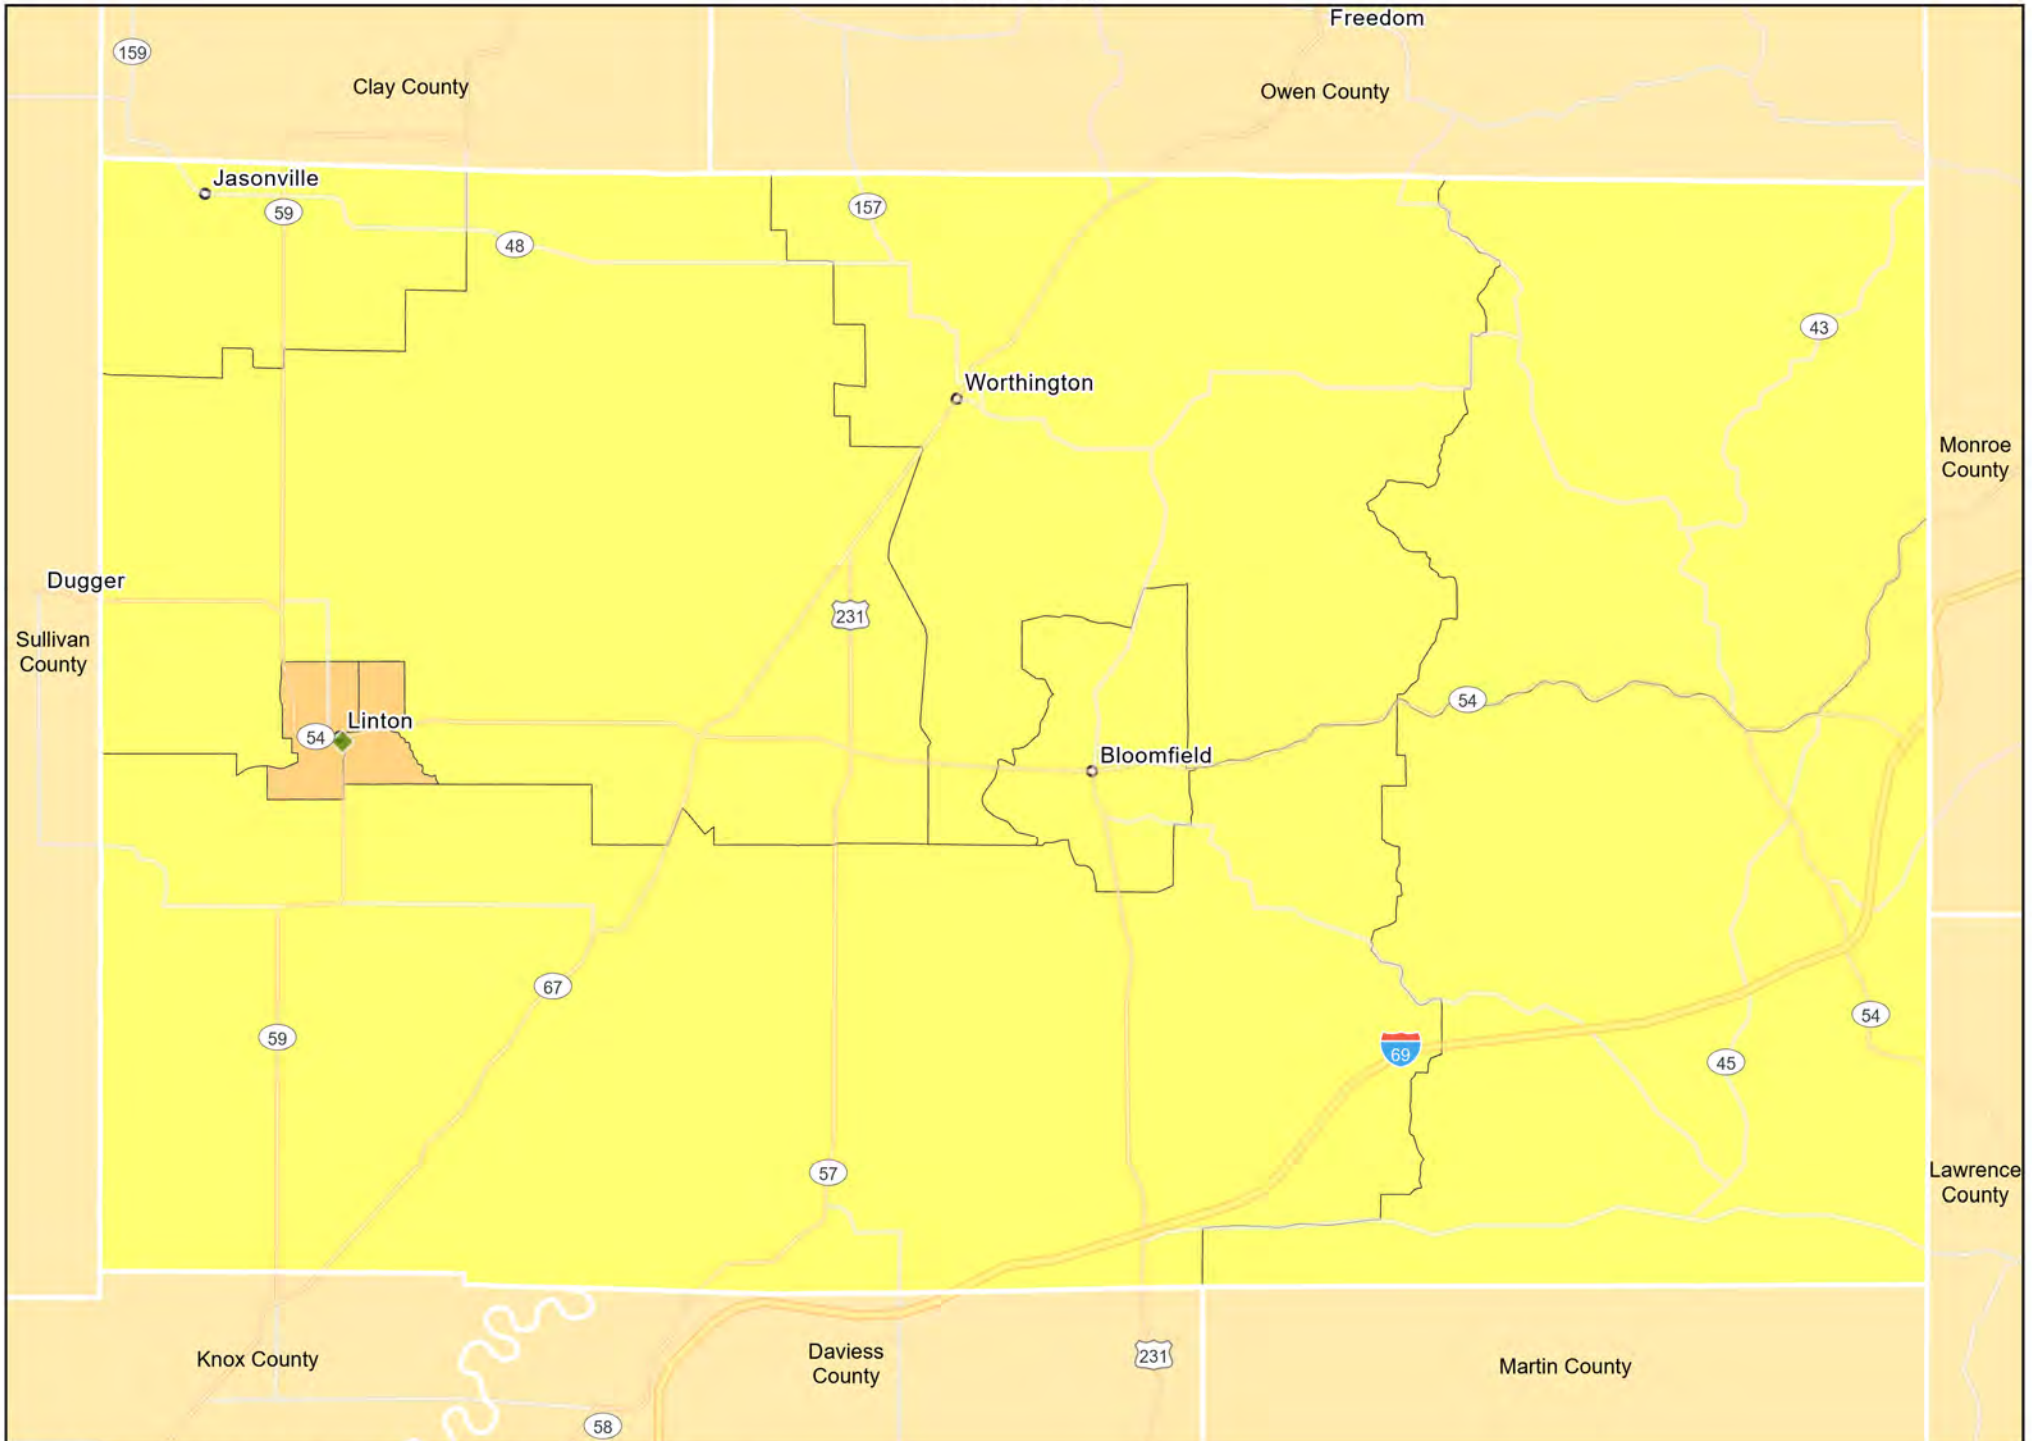 Freedom
159
Clay County
Owen County
Jasonville
59
157
48
43
Worthington
Monroe
County
Dugger
231
Sullivan
County
54
Linton
54
Bloomfield
67
54
59
69
45
57
Lawrence
County
Knox County
Daviess
County
231
Martin County
58